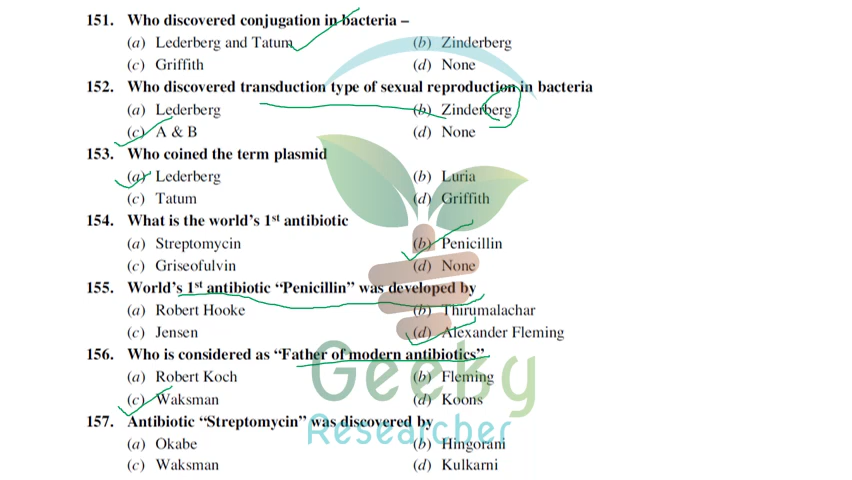 151. Who discovered conjugation in bacteria –
(a) Lederberg and Tatum (b) Zinderberg
(c) Griffith (d) None
152. Who discovered transduction type of sexual reproduction in bacteria
(a) Lederberg (b) Zinderberg
(c) A & B (d) None
153. Who coined the term plasmid
(a) Lederberg (b) Luria
(c) Tatum (d) Griffith
154. What is the world's 1st antibiotic
(a) Streptomycin (b) Penicillin
(c) Griseofulvin (d) None
155. World's 1st antibiotic "Penicillin" was developed by
(a) Robert Hooke (b) Thirumalachar
(c) Jensen (d) Alexander Fleming
156. Who is considered as "Father of modern antibiotics"
(a) Robert Koch (b) Fleming
(c) Waksman (d) Koons
Geeky
157. Antibiotic "Streptomycin" was discovered by
Researcher
(a) Okabe (b) Hingorani
(c) Waksman (d) Kulkarni